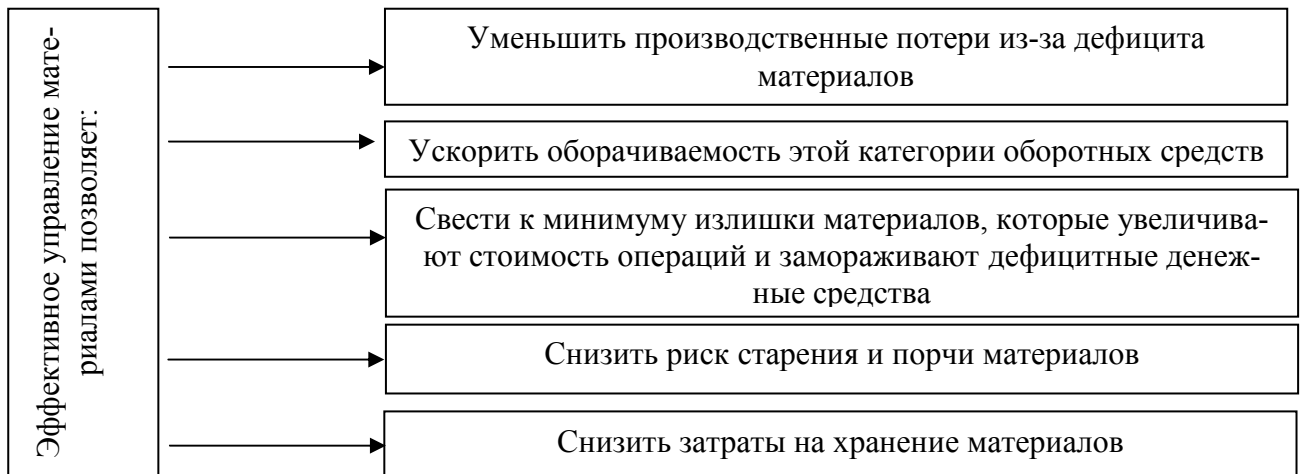 Эффективное управление мате-
риалами позволяет:
Уменьшить производственные потери из-за дефицита
материалов
Ускорить оборачиваемость этой категории оборотных средств
Свести к минимуму излишки материалов, которые увеличива-
ют стоимость операций и замораживают дефицитные денеж-
ные средства
Снизить риск старения и порчи материалов
Снизить затраты на хранение материалов